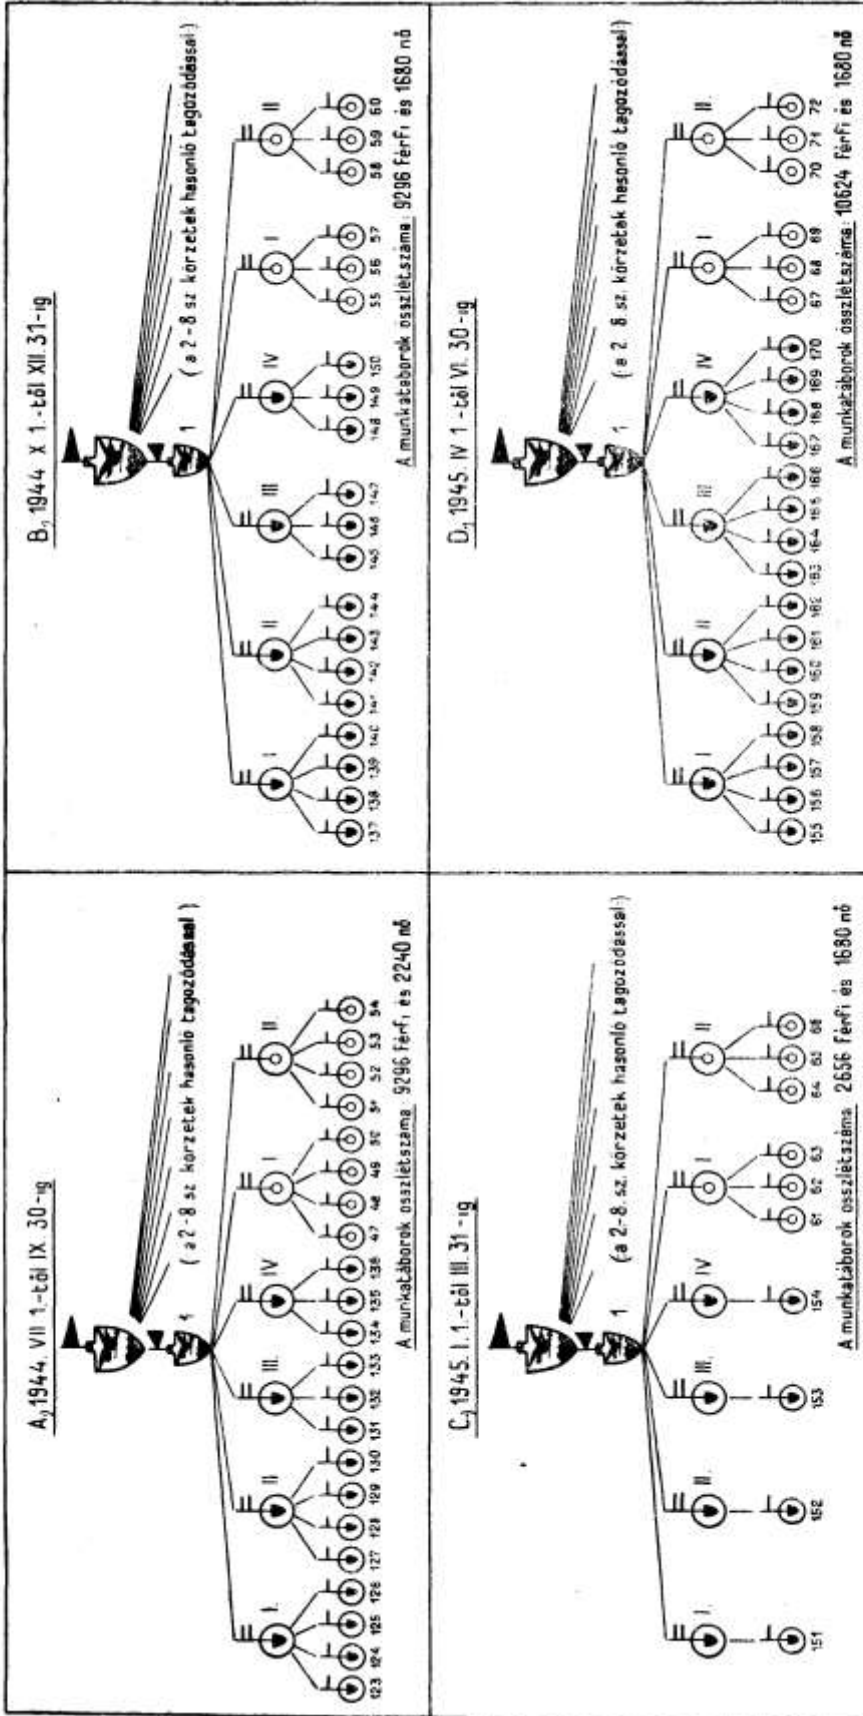 A, 1944. VII 1.-től IX. 30-ig
( a 2-8 sz körzetek hasonló tagozódással )
1
I. II. III. IV I II.
123 124 125 126 127 128 129 130 131 132 133 134 135 136 47 48 49 50 51 52 53 54
A munkatáborok összlétszáma 9296 férfi és 2240 nő
B, 1944 X 1.-től XII. 31-ig
( a 2-8 sz körzetek hasonló tagozódással )
1
I II III IV I II
137 138 139 140 141 142 143 144 145 146 147 148 149 150 55 56 57 58 59 60
A munkatáborok összlétszáma: 9296 férfi és 1680 nő
C, 1945. I. 1.-től III. 31-ig
(a 2-8. sz. körzetek hasonló tagozódással)
1
I. II. III. IV I II
151 152 153 154 61 62 63 64 65 66
A munkatáborok összlétszáma 2656 férfi és 1680 nő
D, 1945. IV 1-től VI. 30-ig
( a 2-8 sz. körzetek hasonló tagozódással )
1
I II III IV I II.
155 156 157 158 159 160 161 162 163 164 165 166 167 168 169 170 67 68 69 70 71 72
A munkatáborok összlétszáma: 10624 férfi és 1680 nő